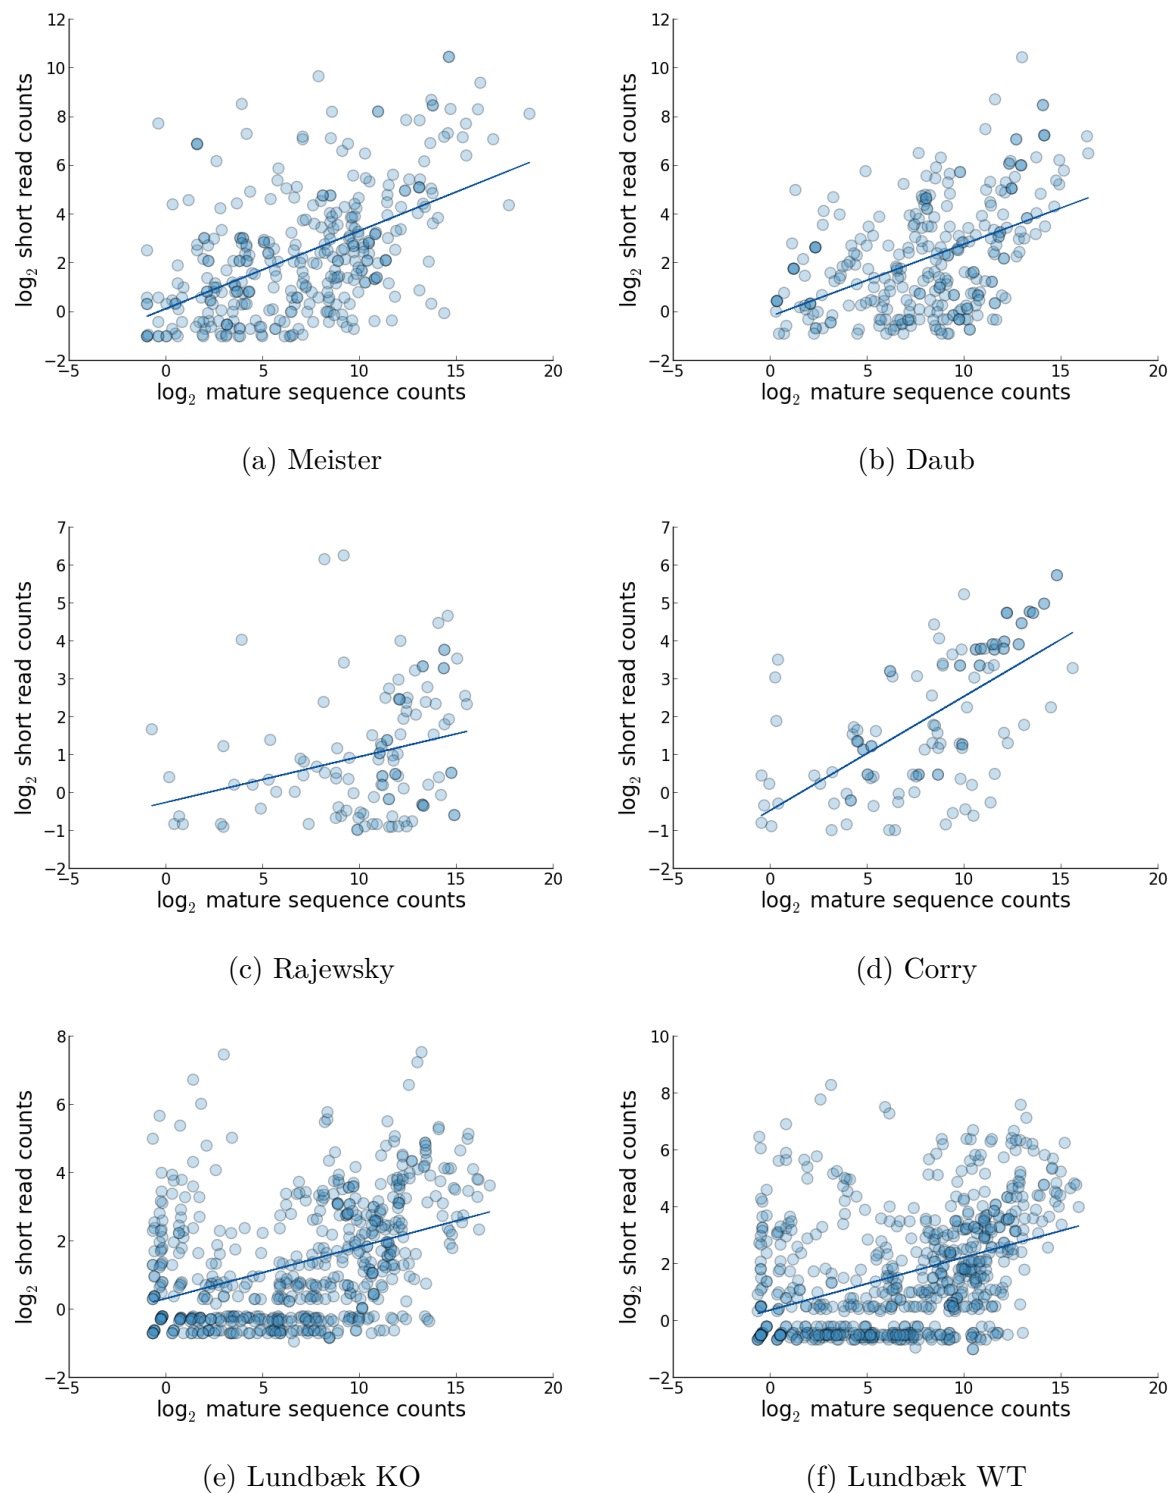 12
10
8
6
4
2
0
−2
−5 0 5 10 15 20
log₂ short read counts
log₂ mature sequence counts
(a) Meister
12
10
8
6
4
2
0
−2
−5 0 5 10 15 20
log₂ short read counts
log₂ mature sequence counts
(b) Daub
7
6
5
4
3
2
1
0
−1
−2
−5 0 5 10 15 20
log₂ short read counts
log₂ mature sequence counts
(c) Rajewsky
7
6
5
4
3
2
1
0
−1
−2
−5 0 5 10 15 20
log₂ short read counts
log₂ mature sequence counts
(d) Corry
8
6
4
2
0
−2
−5 0 5 10 15 20
log₂ short read counts
log₂ mature sequence counts
(e) Lundbæk KO
10
8
6
4
2
0
−2
−5 0 5 10 15 20
log₂ short read counts
log₂ mature sequence counts
(f) Lundbæk WT